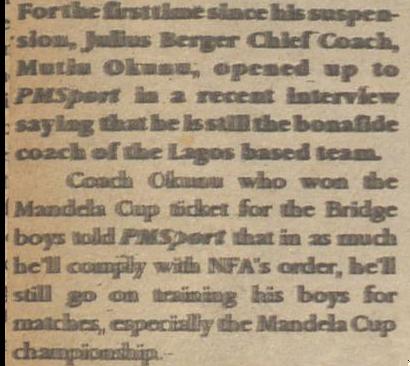 For the first time since his suspen-
sion, Julius Berger Chief Coach,
Mutiu Okunu, opened up to
PMSport in a recent interview
saying that he is still the bonafide
coach of the Lagos based team.
Coach Okunu who won the
Mandela Cup ticket for the Bridge
boys told PMSport that in as much
he'll comply with NFA's order, he'll
still go on training his boys for
matches, especially the Mandela Cup
championship.